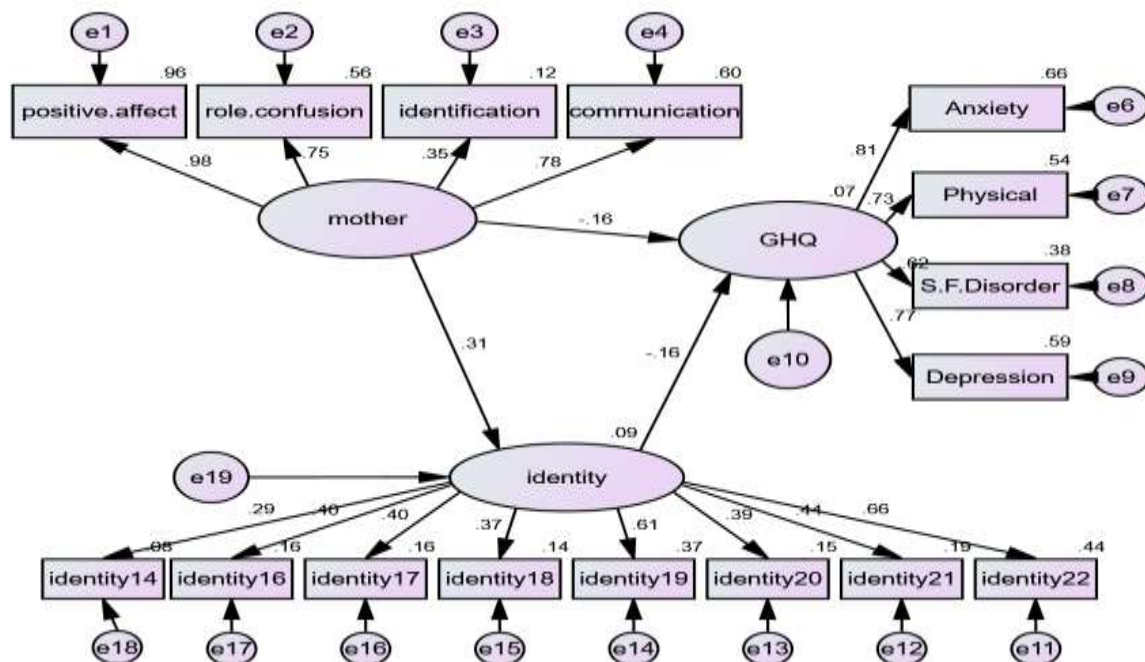 e1 e2 e3 e4
.96 .56 .12 .60 .66
positive.affect role.confusion identification communication Anxiety e6
.98 .75 .35 .78 .81 .54
mother .07 .73 Physical e7
-.16 GHQ .38
.62 S.F.Disorder e8
.77
.31 -.16 e10 .59
Depression e9
.09
e19 identity
.29 .40 .40 .37 .61 .39 .41 .66
.08 .16 .16 .14 .37 .15 .19 .44
identity14 identity16 identity17 identity18 identity19 identity20 identity21 identity22
e18 e17 e16 e15 e14 e13 e12 e11